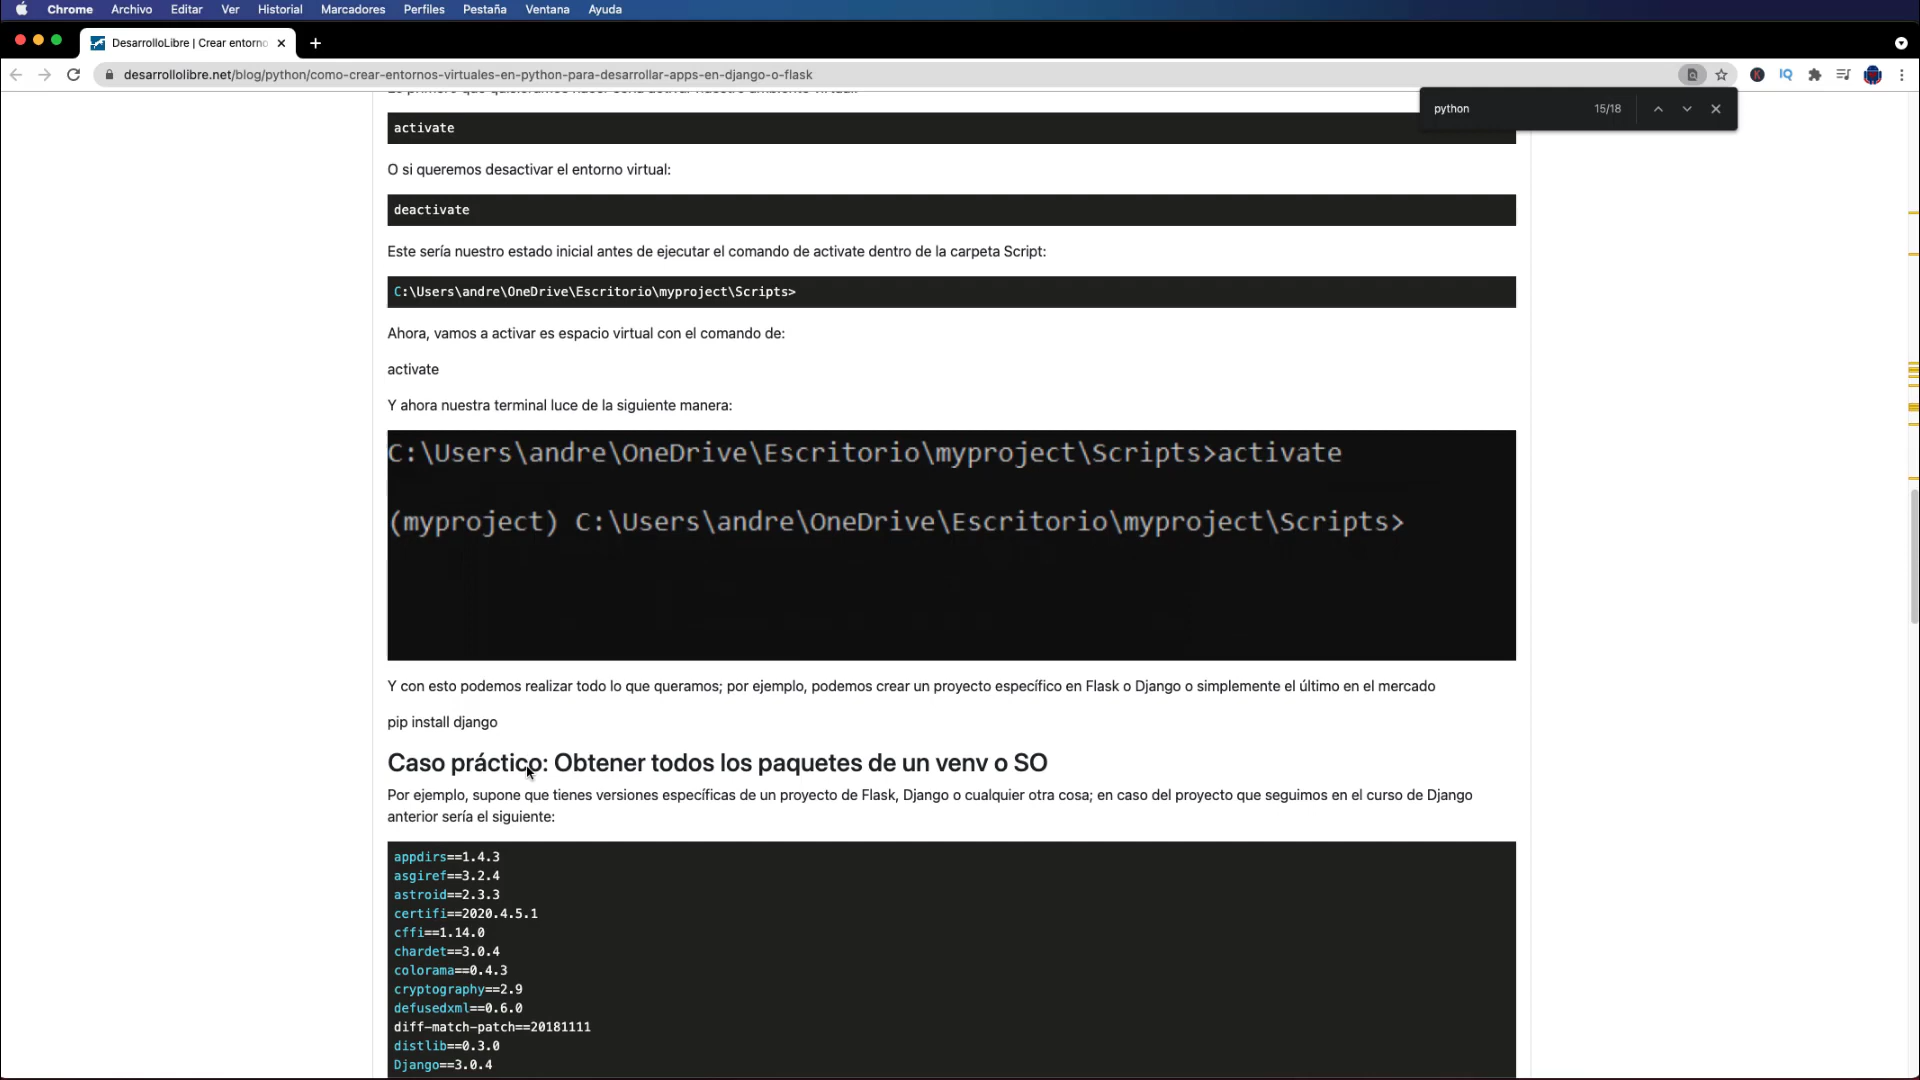 Chrome Archivo Editar Ver Historial Marcadores Perfiles Pestaña Ventana Ayuda
DesarrolloLibre | Crear entorno
desarrollolibre.net/blog/python/como-crear-entornos-virtuales-en-python-para-desarrollar-apps-en-django-o-flask
python 15/18
activate
O si queremos desactivar el entorno virtual:
deactivate
Este sería nuestro estado inicial antes de ejecutar el comando de activate dentro de la carpeta Script:
C:\Users\andre\OneDrive\Escritorio\myproject\Scripts>
Ahora, vamos a activar es espacio virtual con el comando de:
activate
Y ahora nuestra terminal luce de la siguiente manera:
C:\Users\andre\OneDrive\Escritorio\myproject\Scripts>activate
(myproject) C:\Users\andre\OneDrive\Escritorio\myproject\Scripts>
Y con esto podemos realizar todo lo que queramos; por ejemplo, podemos crear un proyecto específico en Flask o Django o simplemente el último en el mercado
pip install django
Caso práctico: Obtener todos los paquetes de un venv o SO
Por ejemplo, supone que tienes versiones específicas de un proyecto de Flask, Django o cualquier otra cosa; en caso del proyecto que seguimos en el curso de Django
anterior sería el siguiente:
appdirs==1.4.3
asgiref==3.2.4
astroid==2.3.3
certifi==2020.4.5.1
cffi==1.14.0
chardet==3.0.4
colorama==0.4.3
cryptography==2.9
defusedxml==0.6.0
diff-match-patch==20181111
distlib==0.3.0
Django==3.0.4